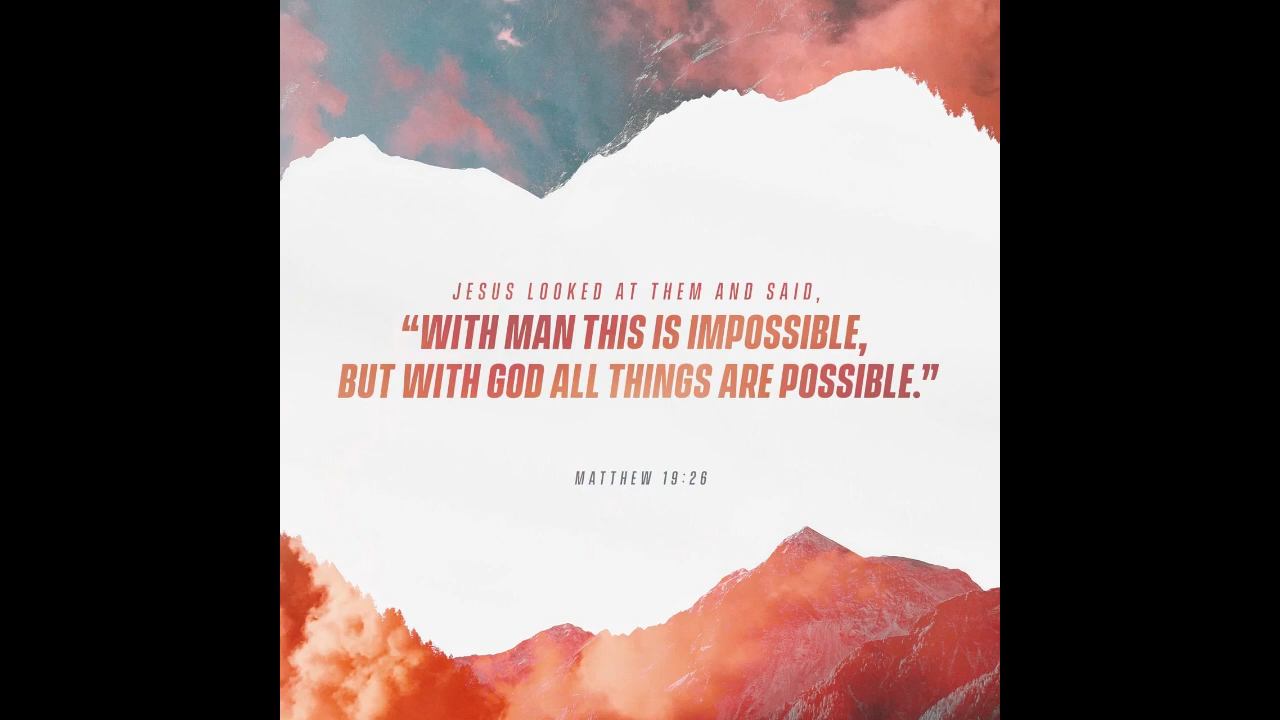 JESUS LOOKED AT THEM AND SAID,
“WITH MAN THIS IS IMPOSSIBLE,
BUT WITH GOD ALL THINGS ARE POSSIBLE.”
MATTHEW 19:26